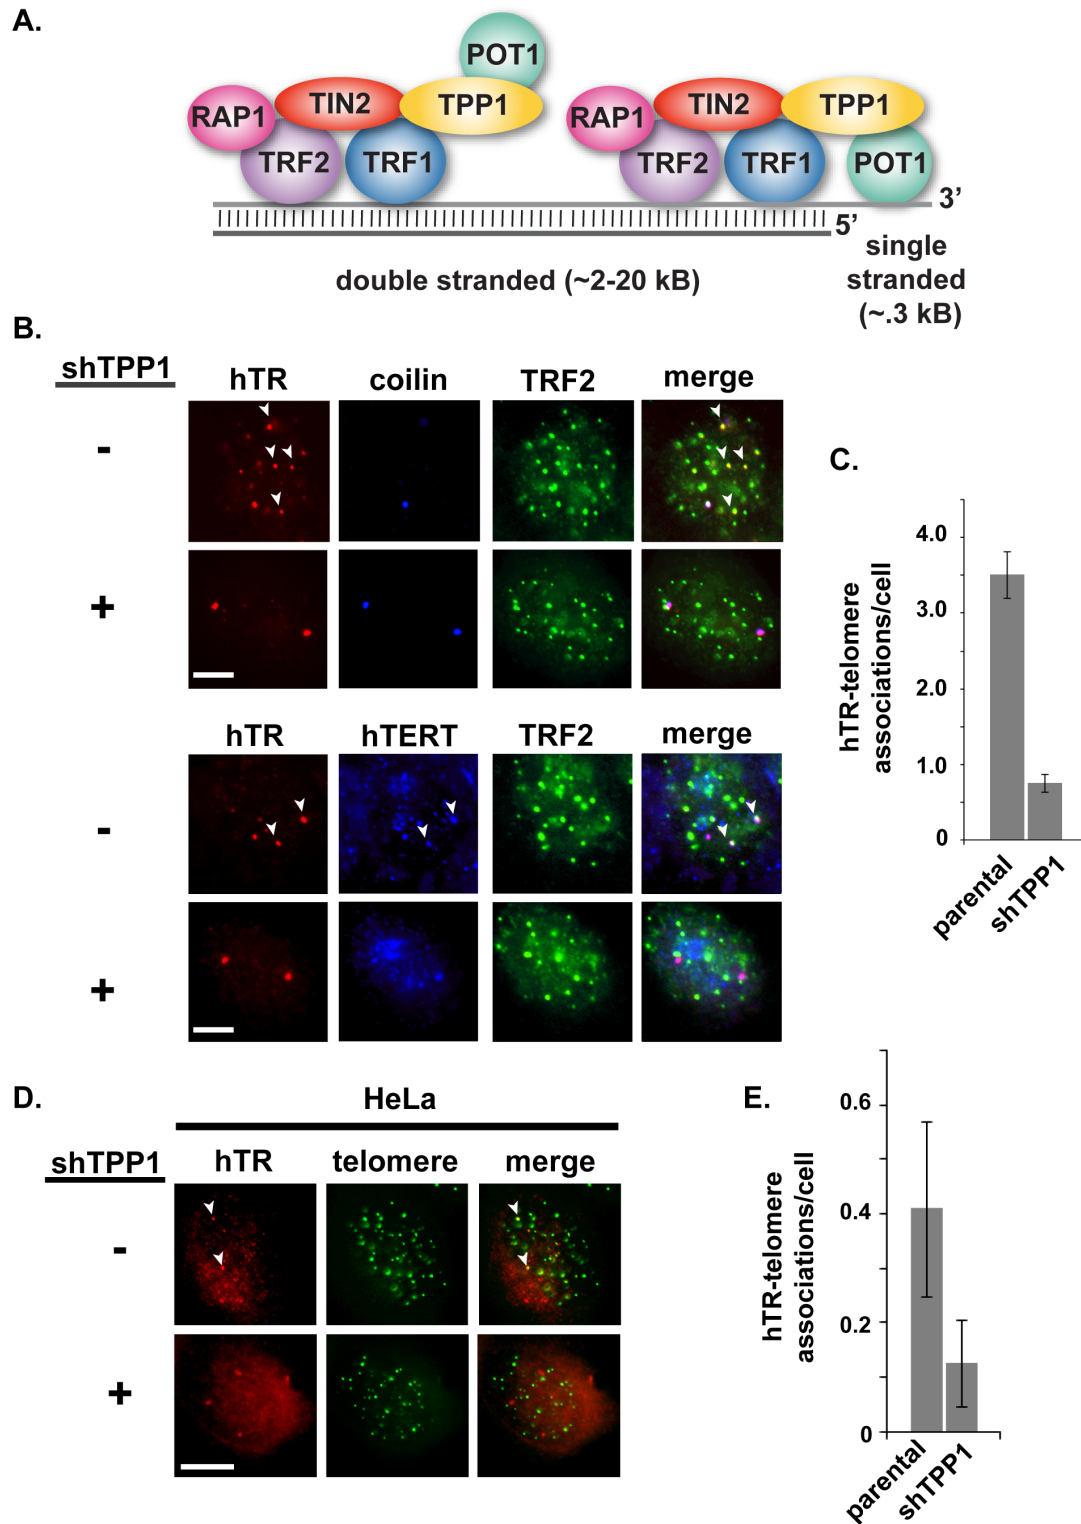 A.
POT1
RAP1 TIN2 TPP1 RAP1 TIN2 TPP1
TRF2 TRF1 TRF2 TRF1 POT1
3’
5’
double stranded (~2-20 kB)
single
stranded
(~.3 kB)
B.
shTPP1
hTR coilin TRF2 merge
-
+
hTR hTERT TRF2 merge
-
+
C.
hTR-telomere
associations/cell
4.0
3.0
2.0
1.0
0
parental
shTPP1
D.
HeLa
shTPP1
hTR telomere merge
-
+
E.
hTR-telomere
associations/cell
0.6
0.4
0.2
0
parental
shTPP1